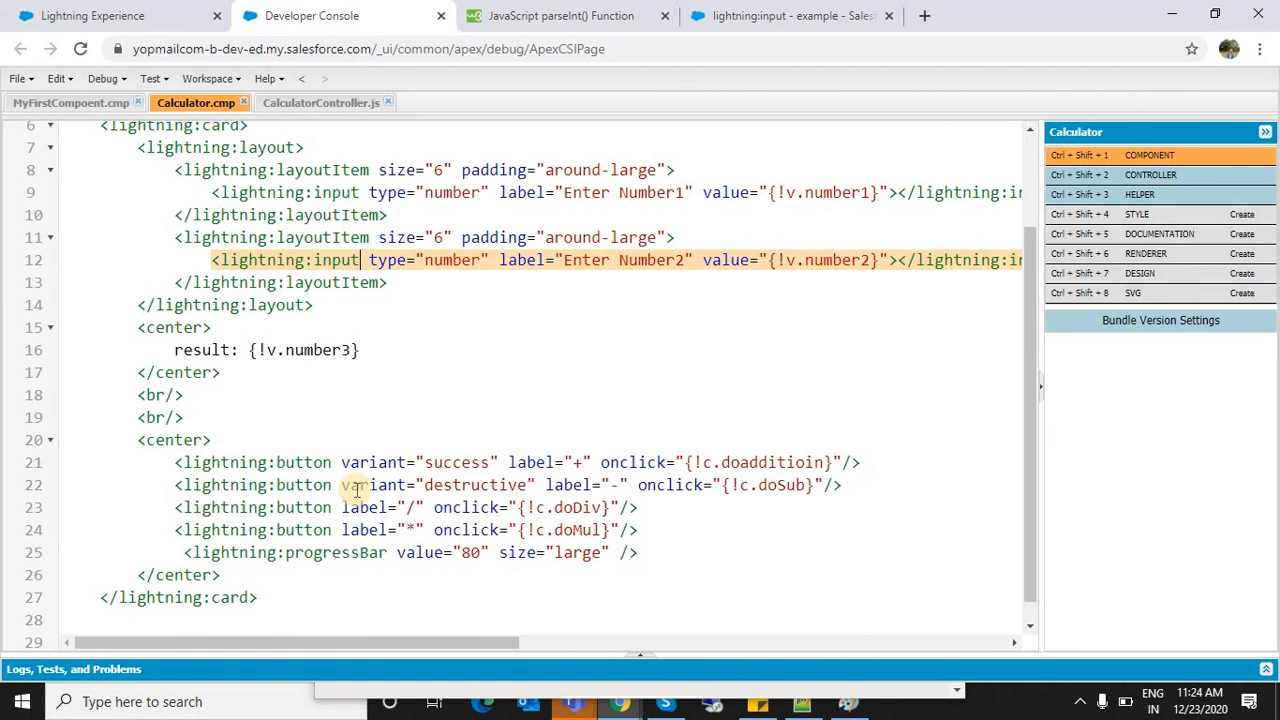 Lightning Experience
Developer Console
JavaScript parseInt() Function
lightning:input - example - Sales
yopmailcom-b-dev-ed.my.salesforce.com/_ui/common/apex/debug/ApexCSIPage
File Edit Debug Test Workspace Help < >
MyFirstCompoent.cmp Calculator.cmp CalculatorController.js
6 <lightning:card>
7 <lightning:layout>
8 <lightning:layoutItem size="6" padding="around-large">
9 <lightning:input type="number" label="Enter Number1" value="{!v.number1}"></lightning:in
10 </lightning:layoutItem>
11 <lightning:layoutItem size="6" padding="around-large">
12 <lightning:input type="number" label="Enter Number2" value="{!v.number2}"></lightning:in
13 </lightning:layoutItem>
14 </lightning:layout>
15 <center>
16 result: {!v.number3}
17 </center>
18 <br/>
19 <br/>
20 <center>
21 <lightning:button variant="success" label="+" onclick="{!c.doadditioin}"/>
22 <lightning:button variant="destructive" label="-" onclick="{!c.doSub}"/>
23 <lightning:button label="/" onclick="{!c.doDiv}"/>
24 <lightning:button label="*" onclick="{!c.doMul}"/>
25 <lightning:progressBar value="80" size="large" />
26 </center>
27 </lightning:card>
28
29
Calculator
Ctrl + Shift + 1 COMPONENT
Ctrl + Shift + 2 CONTROLLER
Ctrl + Shift + 3 HELPER
Ctrl + Shift + 4 STYLE Create
Ctrl + Shift + 5 DOCUMENTATION Create
Ctrl + Shift + 6 RENDERER Create
Ctrl + Shift + 7 DESIGN Create
Ctrl + Shift + 8 SVG Create
Bundle Version Settings
Logs, Tests, and Problems
Type here to search
ENG
IN
11:24 AM
12/23/2020